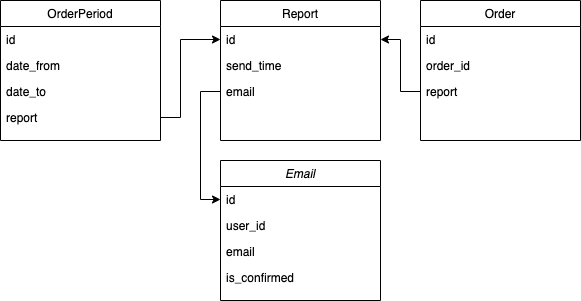 OrderPeriod
id
date_from
date_to
report
Report
id
send_time
email
Order
id
order_id
report
Email
id
user_id
email
is_confirmed